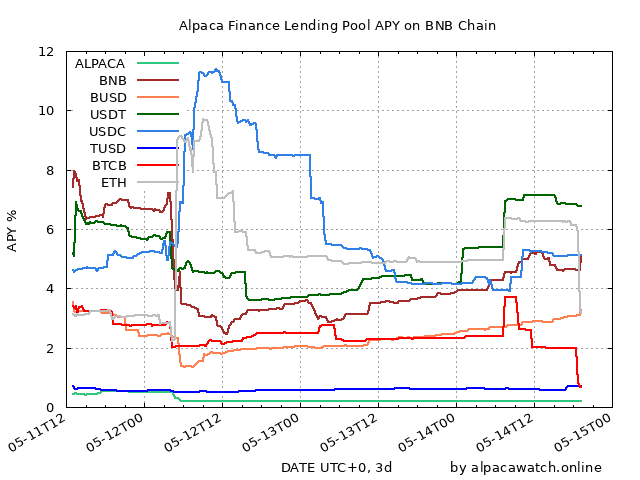 Alpaca Finance Lending Pool APY on BNB Chain
12
10
8
6
4
2
0
APY %
ALPACA
BNB
BUSD
USDT
USDC
TUSD
BTCB
ETH
05-11T12
05-12T00
05-12T12
05-13T00
05-13T12
05-14T00
05-14T12
05-15T00
DATE UTC+0, 3d
by alpacawatch.online